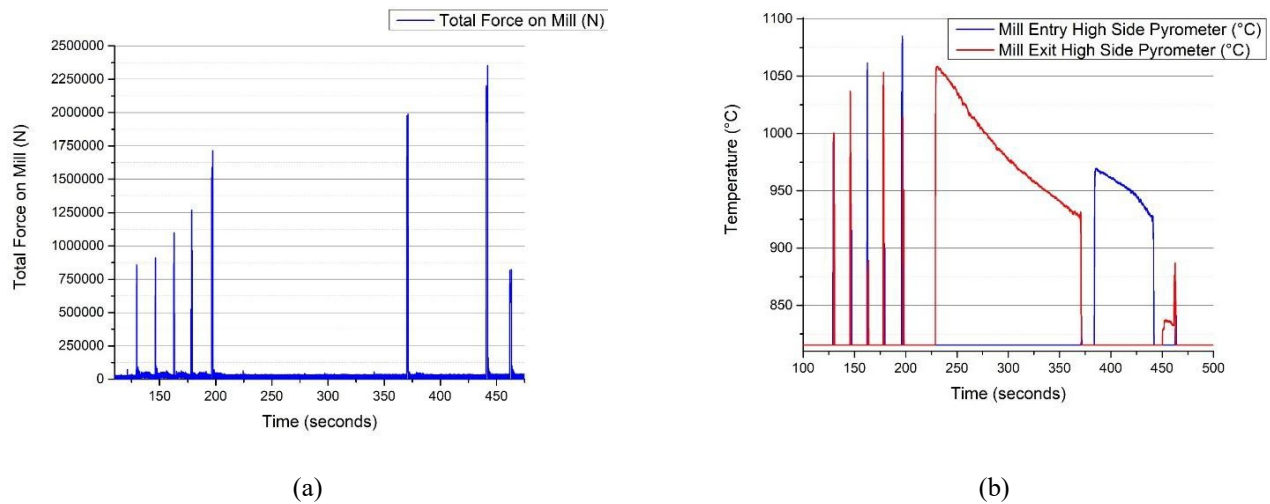 Total Force on Mill (N)
2500000
2250000
2000000
1750000
1500000
1250000
1000000
750000
500000
250000
0
150 200 250 300 350 400 450
Total Force on Mill (N)
Time (seconds)
(a)
Mill Entry High Side Pyrometer (°C)
Mill Exit High Side Pyrometer (°C)
1100
1050
1000
950
900
850
100 150 200 250 300 350 400 450 500
Temperature (°C)
Time (seconds)
(b)